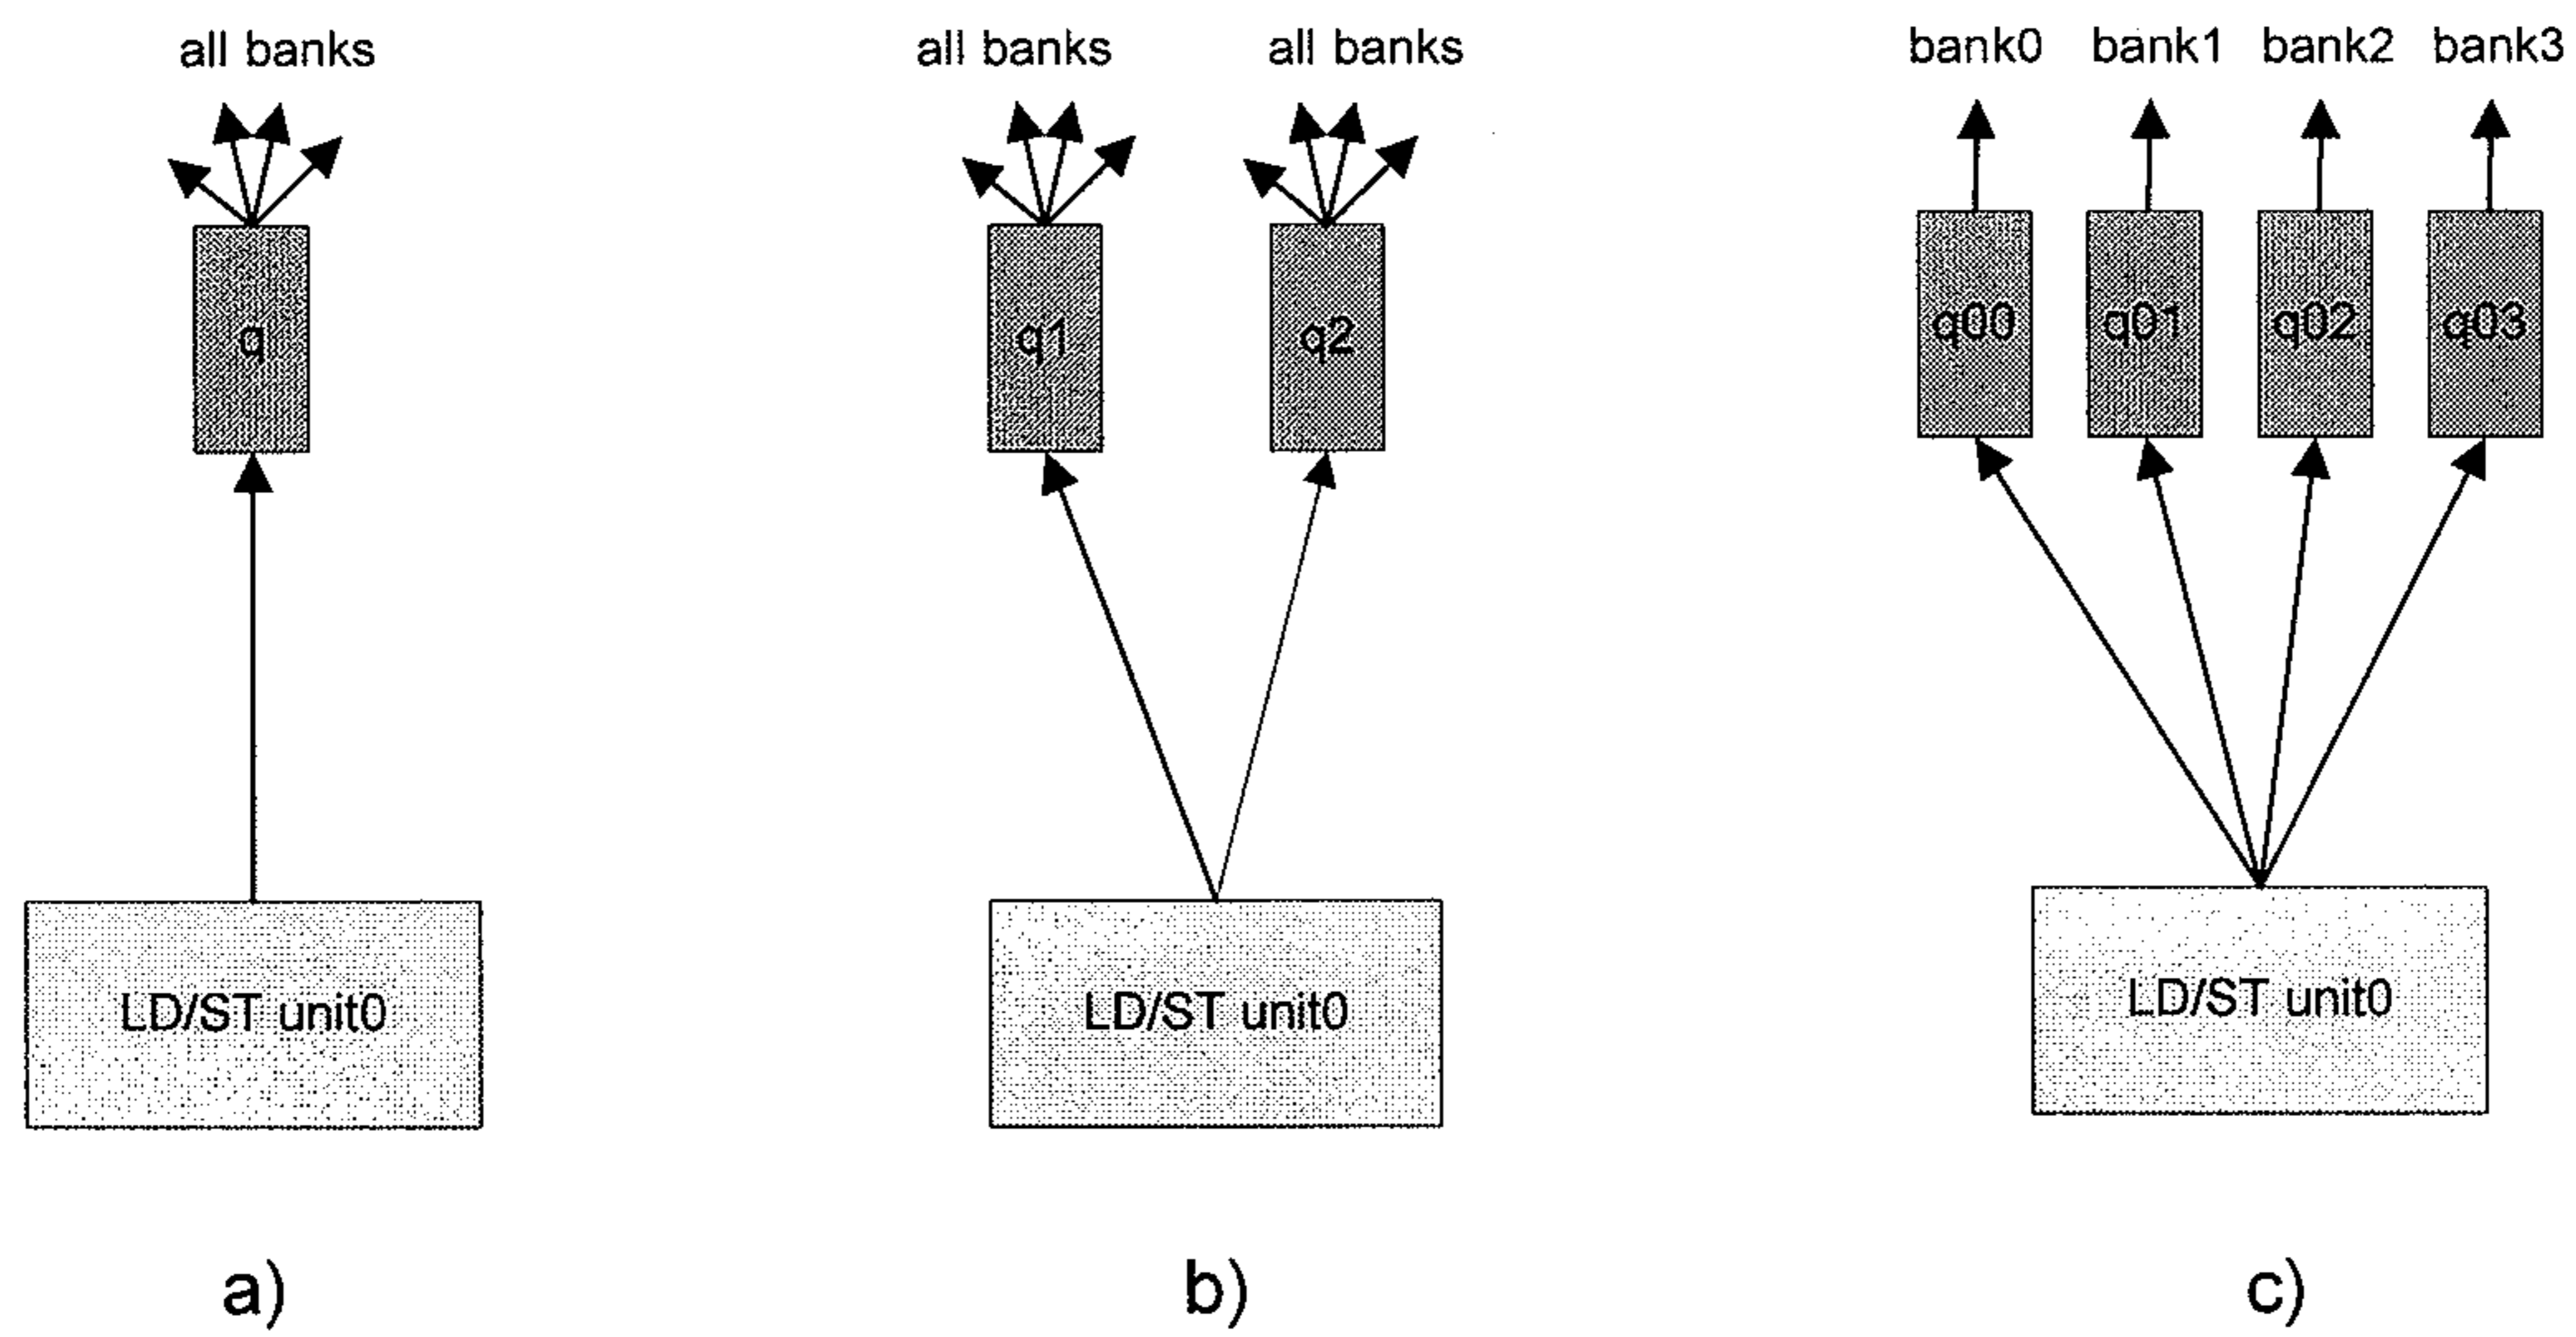 all banks
q
LD/ST unit0
a)
all banks all banks
q1 q2
LD/ST unit0
b)
bank0 bank1 bank2 bank3
q00 q01 q02 q03
LD/ST unit0
c)